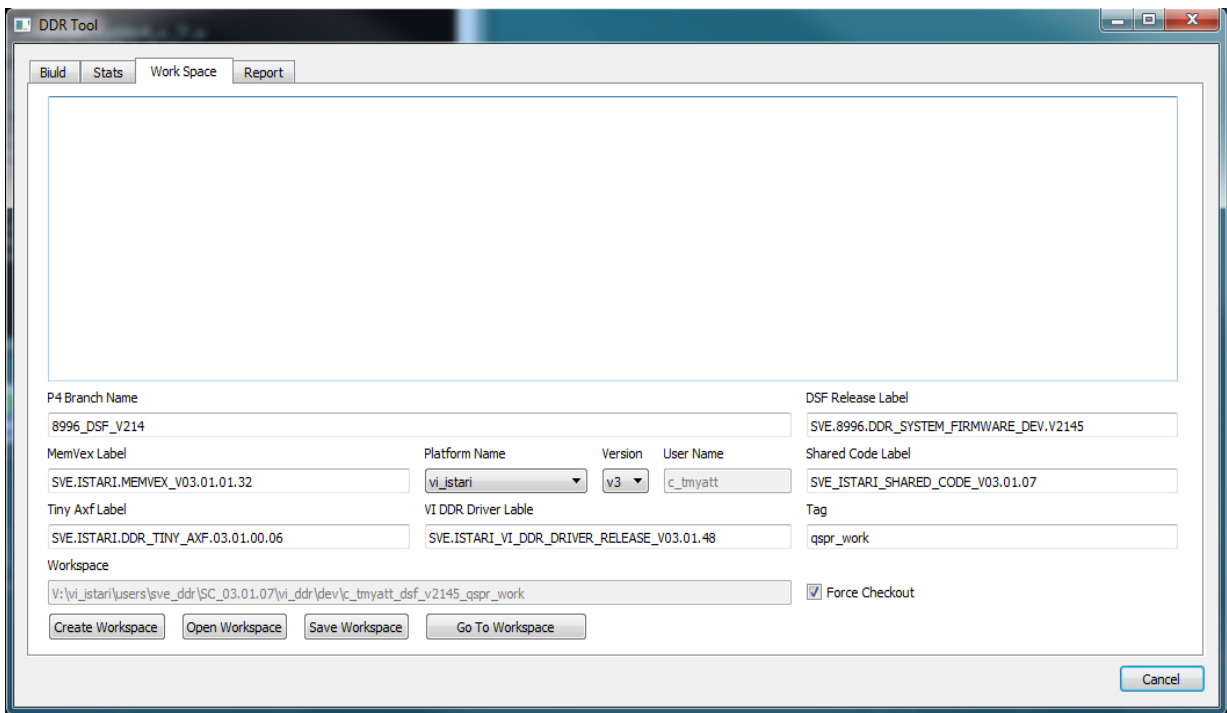 DDR Tool
Biuld Stats Work Space Report
P4 Branch Name DSF Release Label
8996_DSF_V214 SVE.8996.DDR_SYSTEM_FIRMWARE_DEV.V2145
MemVex Label Platform Name Version User Name Shared Code Label
SVE.ISTARI.MEMVEX_V03.01.01.32 vi_istari v3 c_tmyatt SVE_ISTARI_SHARED_CODE_V03.01.07
Tiny Axf Label VI DDR Driver Lable Tag
SVE.ISTARI.DDR_TINY_AXF.03.01.00.06 SVE.ISTARI_VI_DDR_DRIVER_RELEASE_V03.01.48 qspr_work
Workspace
V:\vi_istari\users\sve_ddr\SC_03.01.07\vi_ddr\dev\c_tmyatt_dsf_v2145_qspr_work Force Checkout
Create Workspace Open Workspace Save Workspace Go To Workspace
Cancel